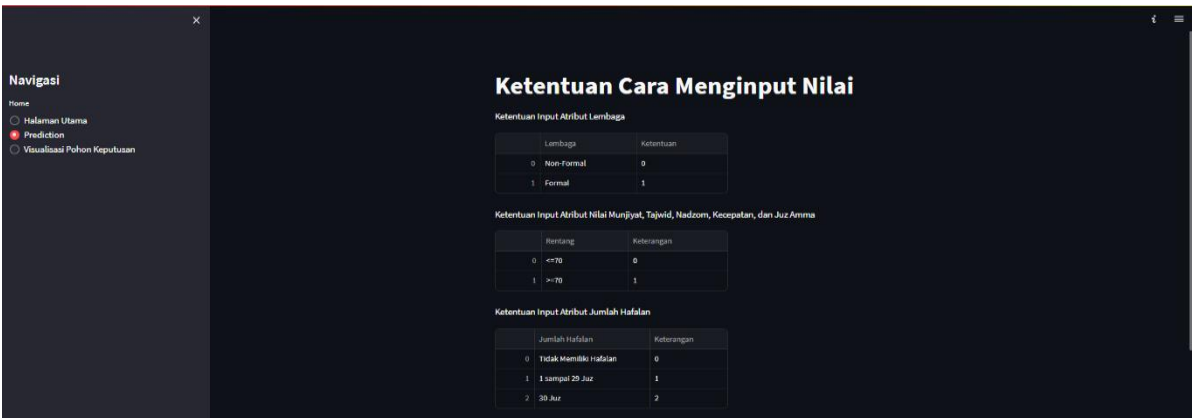 Navigasi
Home
Halaman Utama
Prediction
Visualisasi Pohon Keputusan
Ketentuan Cara Menginput Nilai
Ketentuan Input Atribut Lembaga
Lembaga Ketentuan
0 Non-Formal 0
1 Formal 1
Ketentuan Input Atribut Nilai Munjiyat, Tajwid, Nadzom, Kecepatan, dan Juz Amma
Rentang Keterangan
0 <=70 0
1 >=70 1
Ketentuan Input Atribut Jumlah Hafalan
Jumlah Hafalan Keterangan
0 Tidak Memiliki Hafalan 0
1 1 sampai 29 Juz 1
2 30 Juz 2